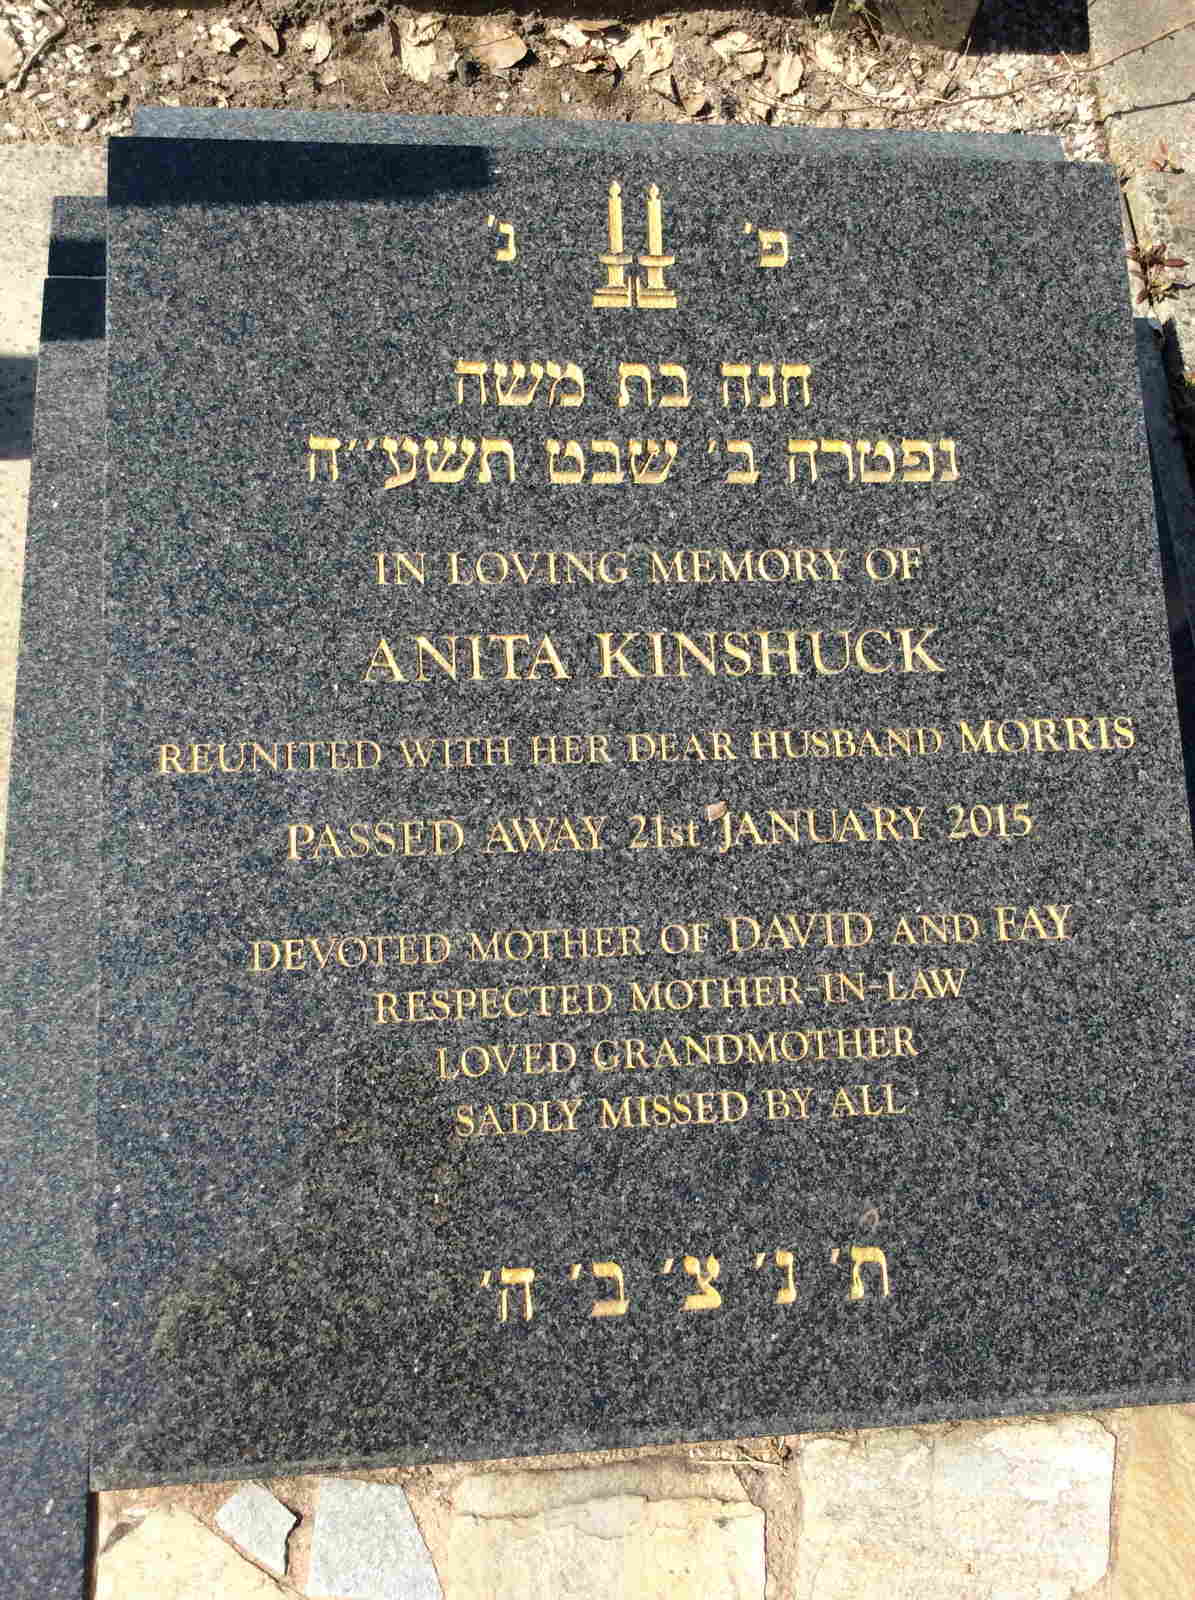 פ' נ'
חנה בת משה
נפטרה ב' שבט תשע''ה
IN LOVING MEMORY OF
ANITA KINSHUCK
REUNITED WITH HER DEAR HUSBAND MORRIS
PASSED AWAY 21st JANUARY 2015
DEVOTED MOTHER OF DAVID AND FAY
RESPECTED MOTHER-IN-LAW
LOVED GRANDMOTHER
SADLY MISSED BY ALL
ת' נ' צ' ב' ה'